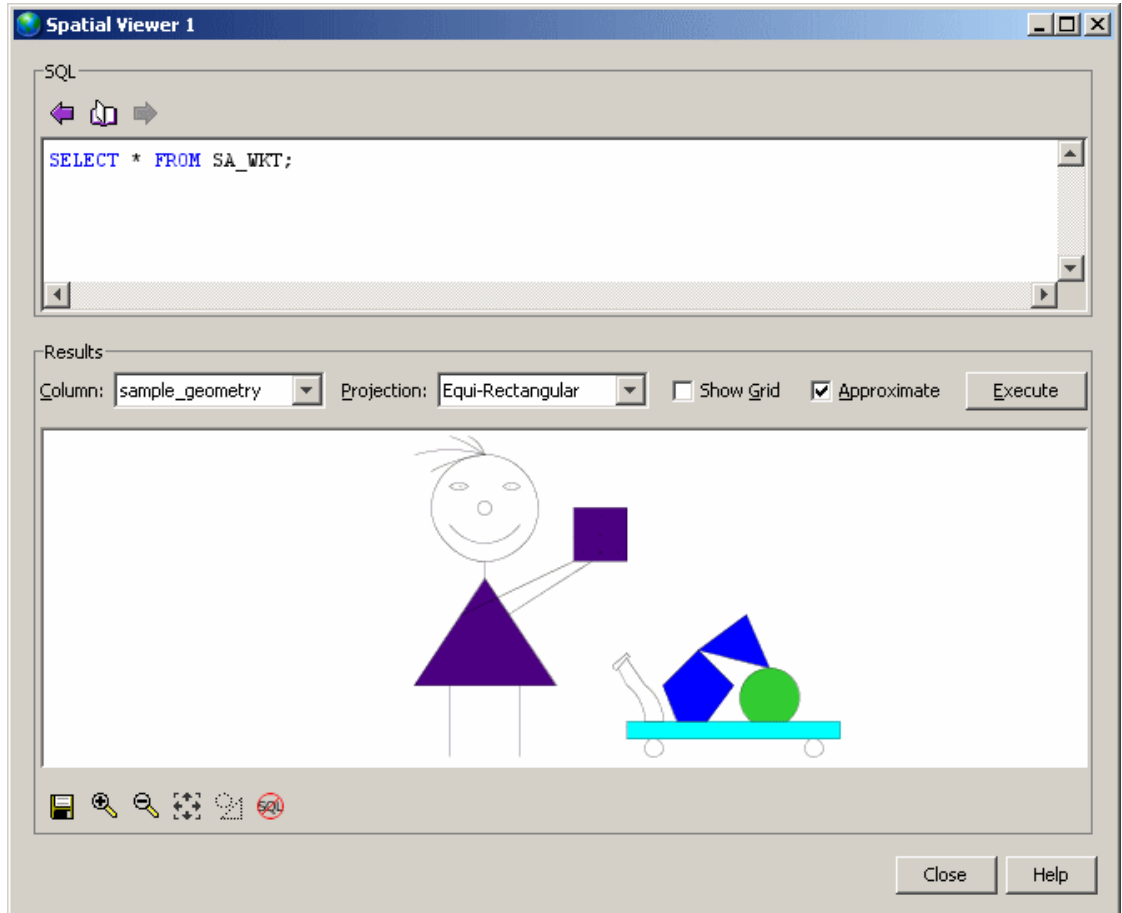 Spatial Viewer 1
SQL
SELECT * FROM SA_WKT;
Results
Column: sample_geometry Projection: Equi-Rectangular Show Grid Approximate Execute
SQL
Close Help